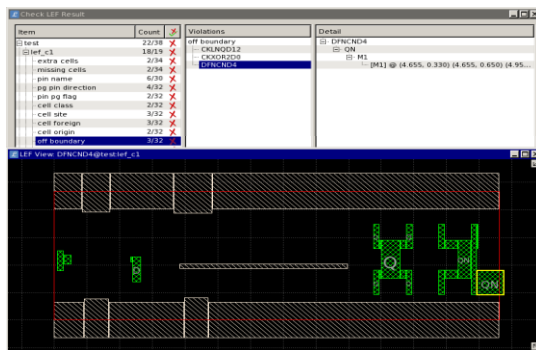 Check LEF Result
Item Count
test 22/38
lef_c1 18/19
extra cells 2/34
missing cells 2/34
pin name 6/30
pg pin direction 4/32
pin pg flag 2/32
cell class 2/32
cell site 3/32
cell foreign 3/32
cell origin 2/32
off boundary 3/32
Violations
off boundary
CKLNQD12
CKXOR2D0
DFNCND4
Detail
DFNCND4
QN
M1
[M1] @ (4.655, 0.330) (4.655, 0.650) (4.95...
LEF View: DFNCND4@test:lef_c1
Q
QN
QN